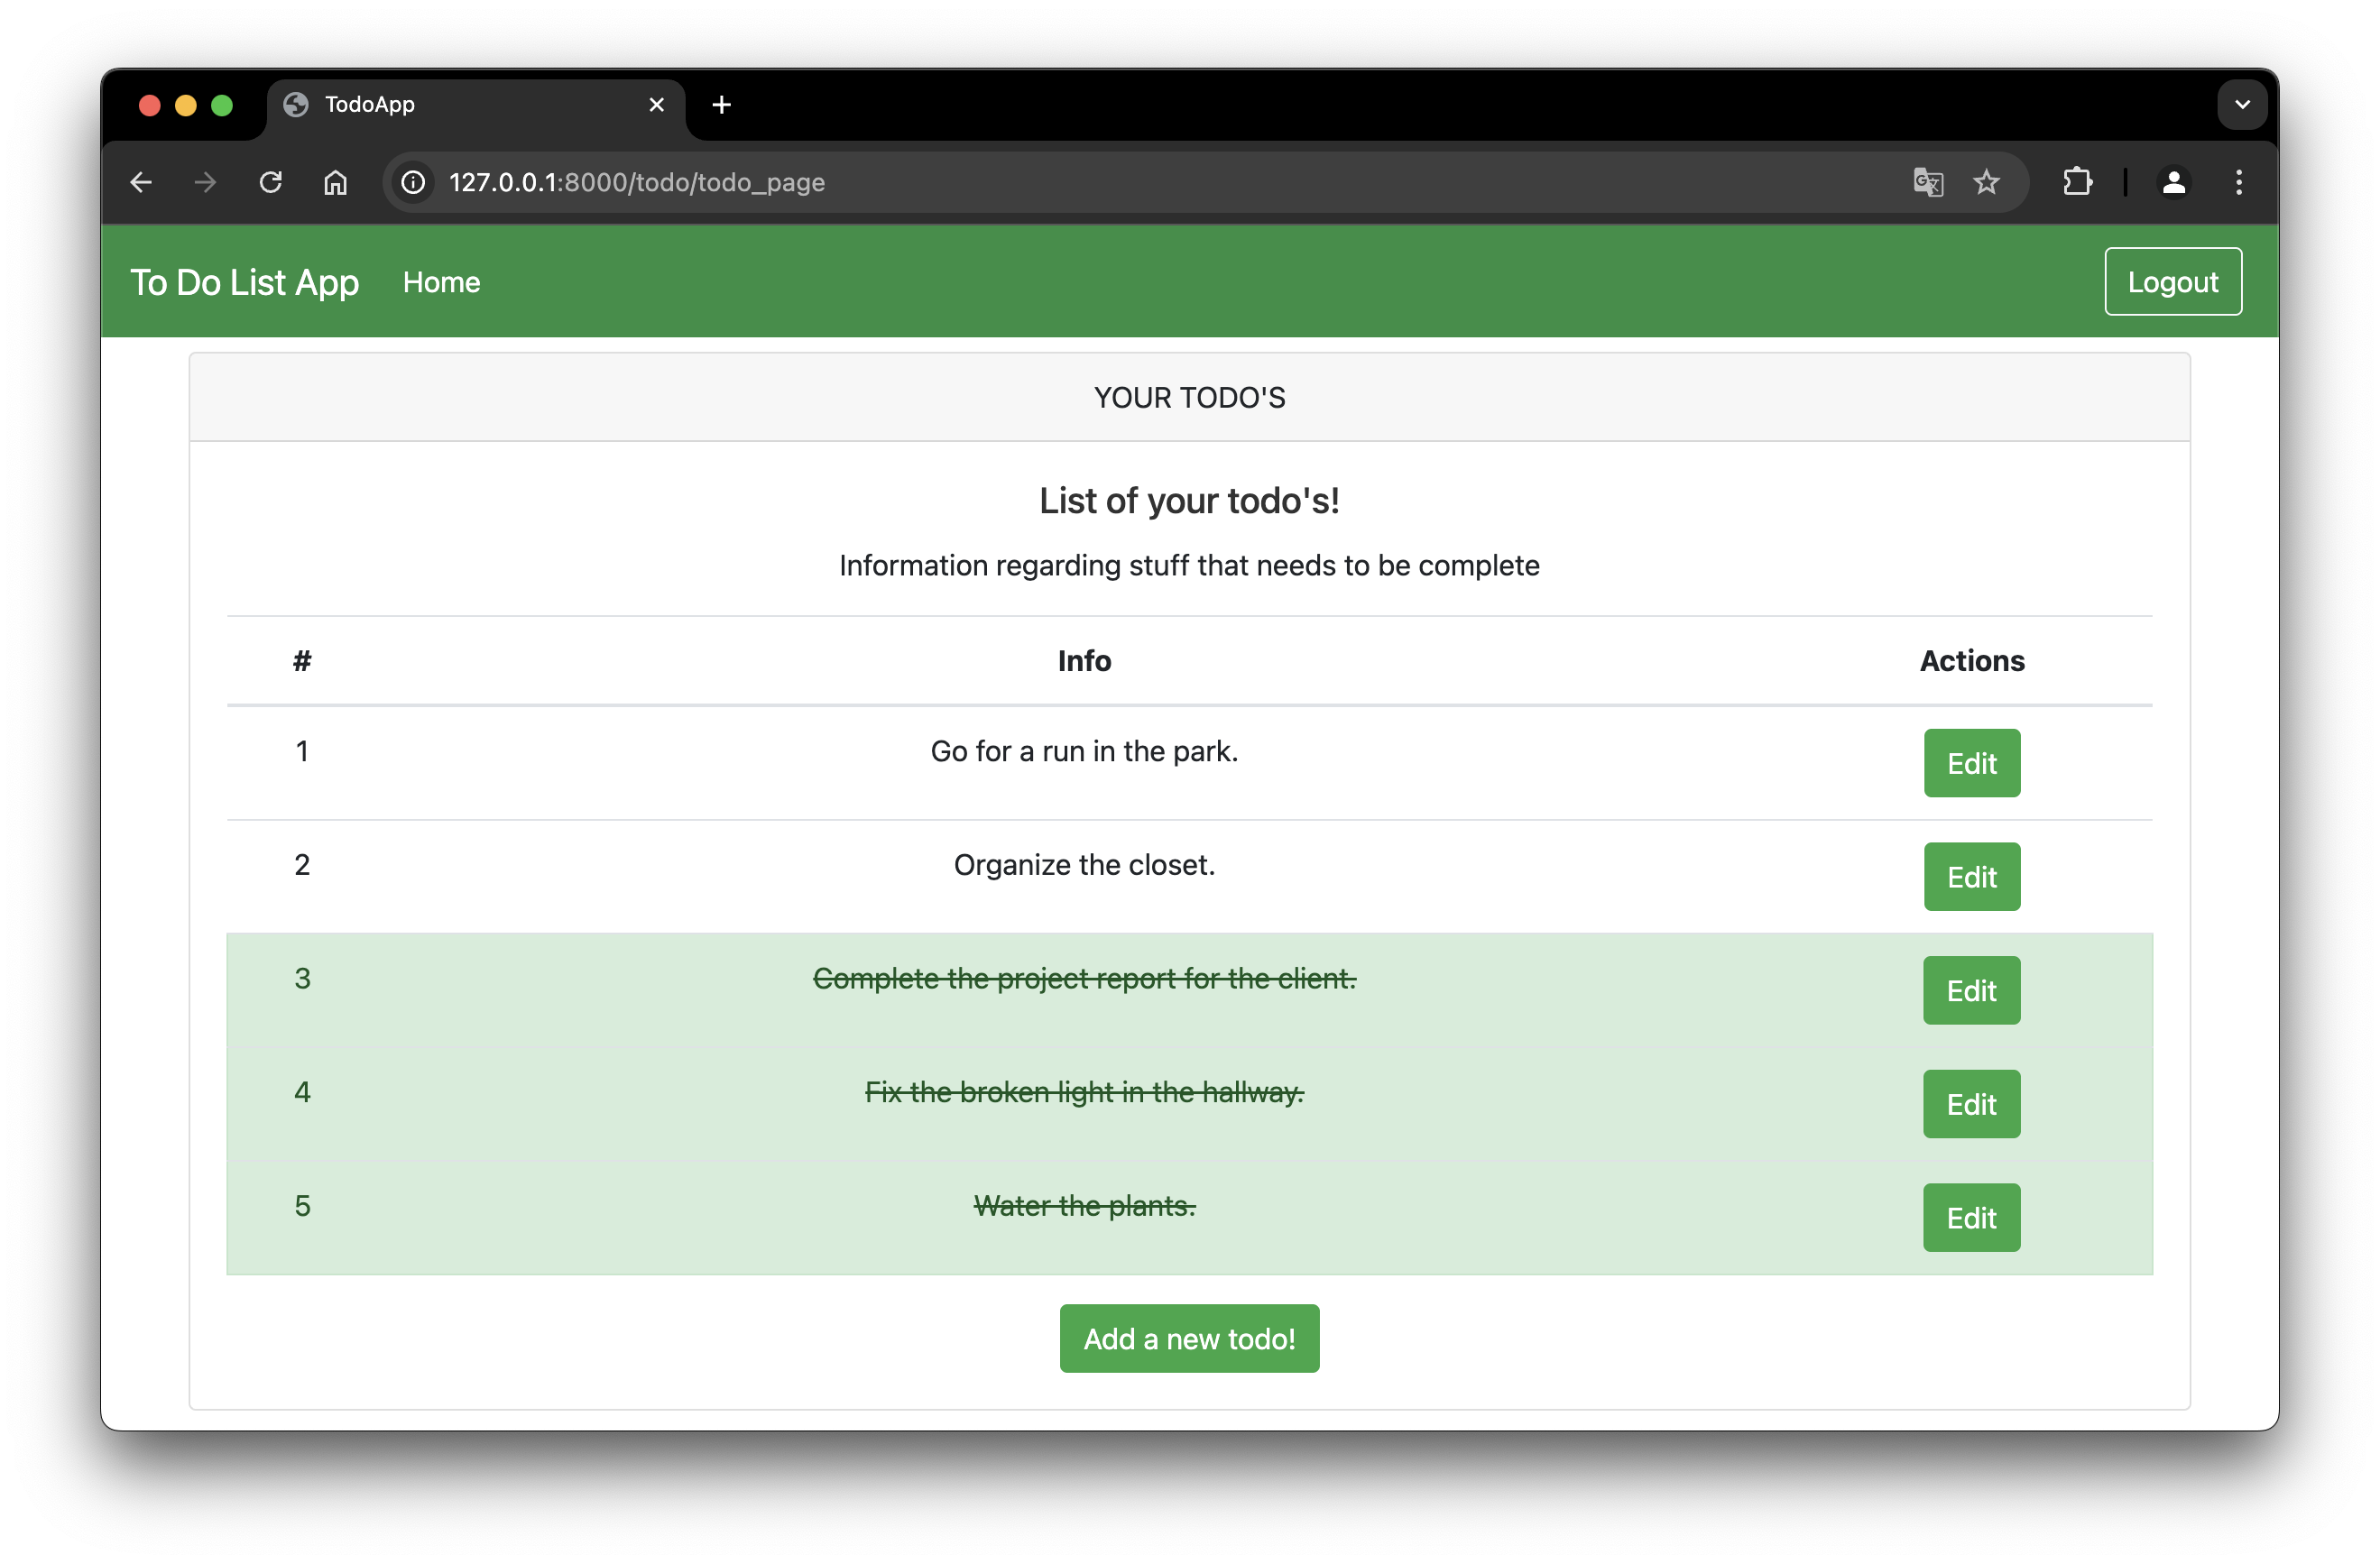 TodoApp
127.0.0.1:8000/todo/todo_page
To Do List App Home Logout
YOUR TODO'S
List of your todo's!
Information regarding stuff that needs to be complete
# Info Actions
1 Go for a run in the park. Edit
2 Organize the closet. Edit
3 Complete the project report for the client. Edit
4 Fix the broken light in the hallway. Edit
5 Water the plants. Edit
Add a new todo!